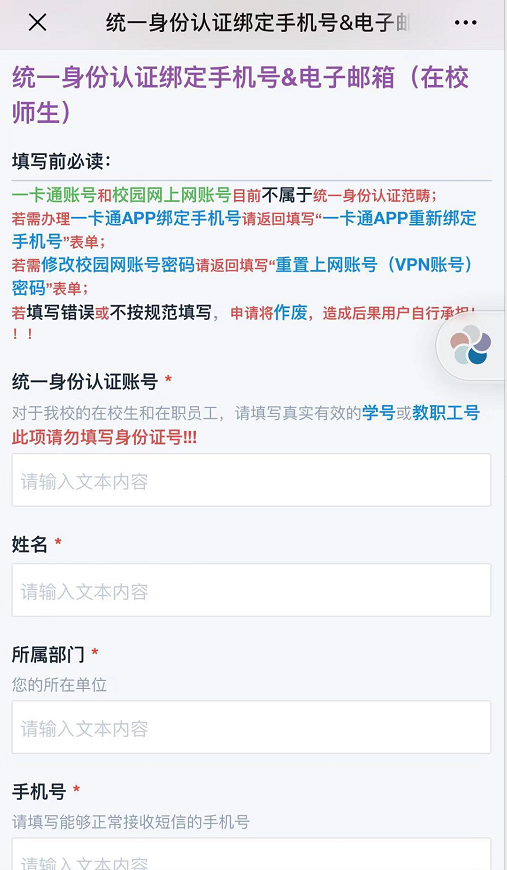 统一身份认证绑定手机号&电子邮
统一身份认证绑定手机号&电子邮箱（在校
师生）
填写前必读：
一卡通账号和校园网上网账号目前不属于统一身份认证范畴；
若需办理一卡通APP绑定手机号请返回填写“一卡通APP重新绑定
手机号”表单；
若需修改校园网账号密码请返回填写“重置上网账号（VPN账号）
密码”表单；
若填写错误或不按规范填写，申请将作废，造成后果用户自行承担！
！！
统一身份认证账号 *
对于我校的在校生和在职员工，请填写真实有效的学号或教职工号
此项请勿填写身份证号!!!
请输入文本内容
姓名 *
请输入文本内容
所属部门 *
您的所在单位
请输入文本内容
手机号 *
请填写能够正常接收短信的手机号
请输入文本内容